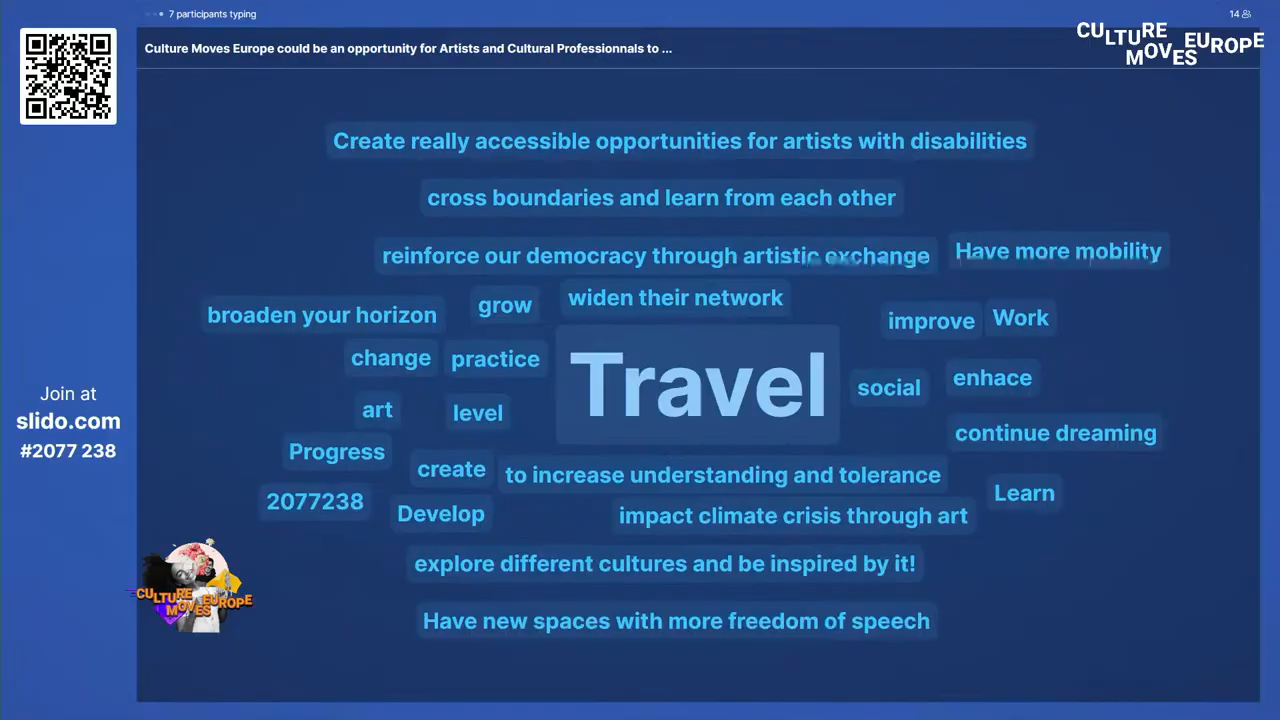 7 participants typing
14
Culture Moves Europe could be an opportunity for Artists and Cultural Professionnals to ...
CULTURE
MOVES EUROPE
Create really accessible opportunities for artists with disabilities
cross boundaries and learn from each other
reinforce our democracy through artistic exchange
Have more mobility
broaden your horizon
grow
widen their network
improve
Work
change
practice
Travel
social
enhace
art
level
continue dreaming
Progress
create
to increase understanding and tolerance
2077238
Develop
impact climate crisis through art
Learn
explore different cultures and be inspired by it!
Have new spaces with more freedom of speech
Join at
slido.com
#2077 238
CULTURE
MOVES EUROPE